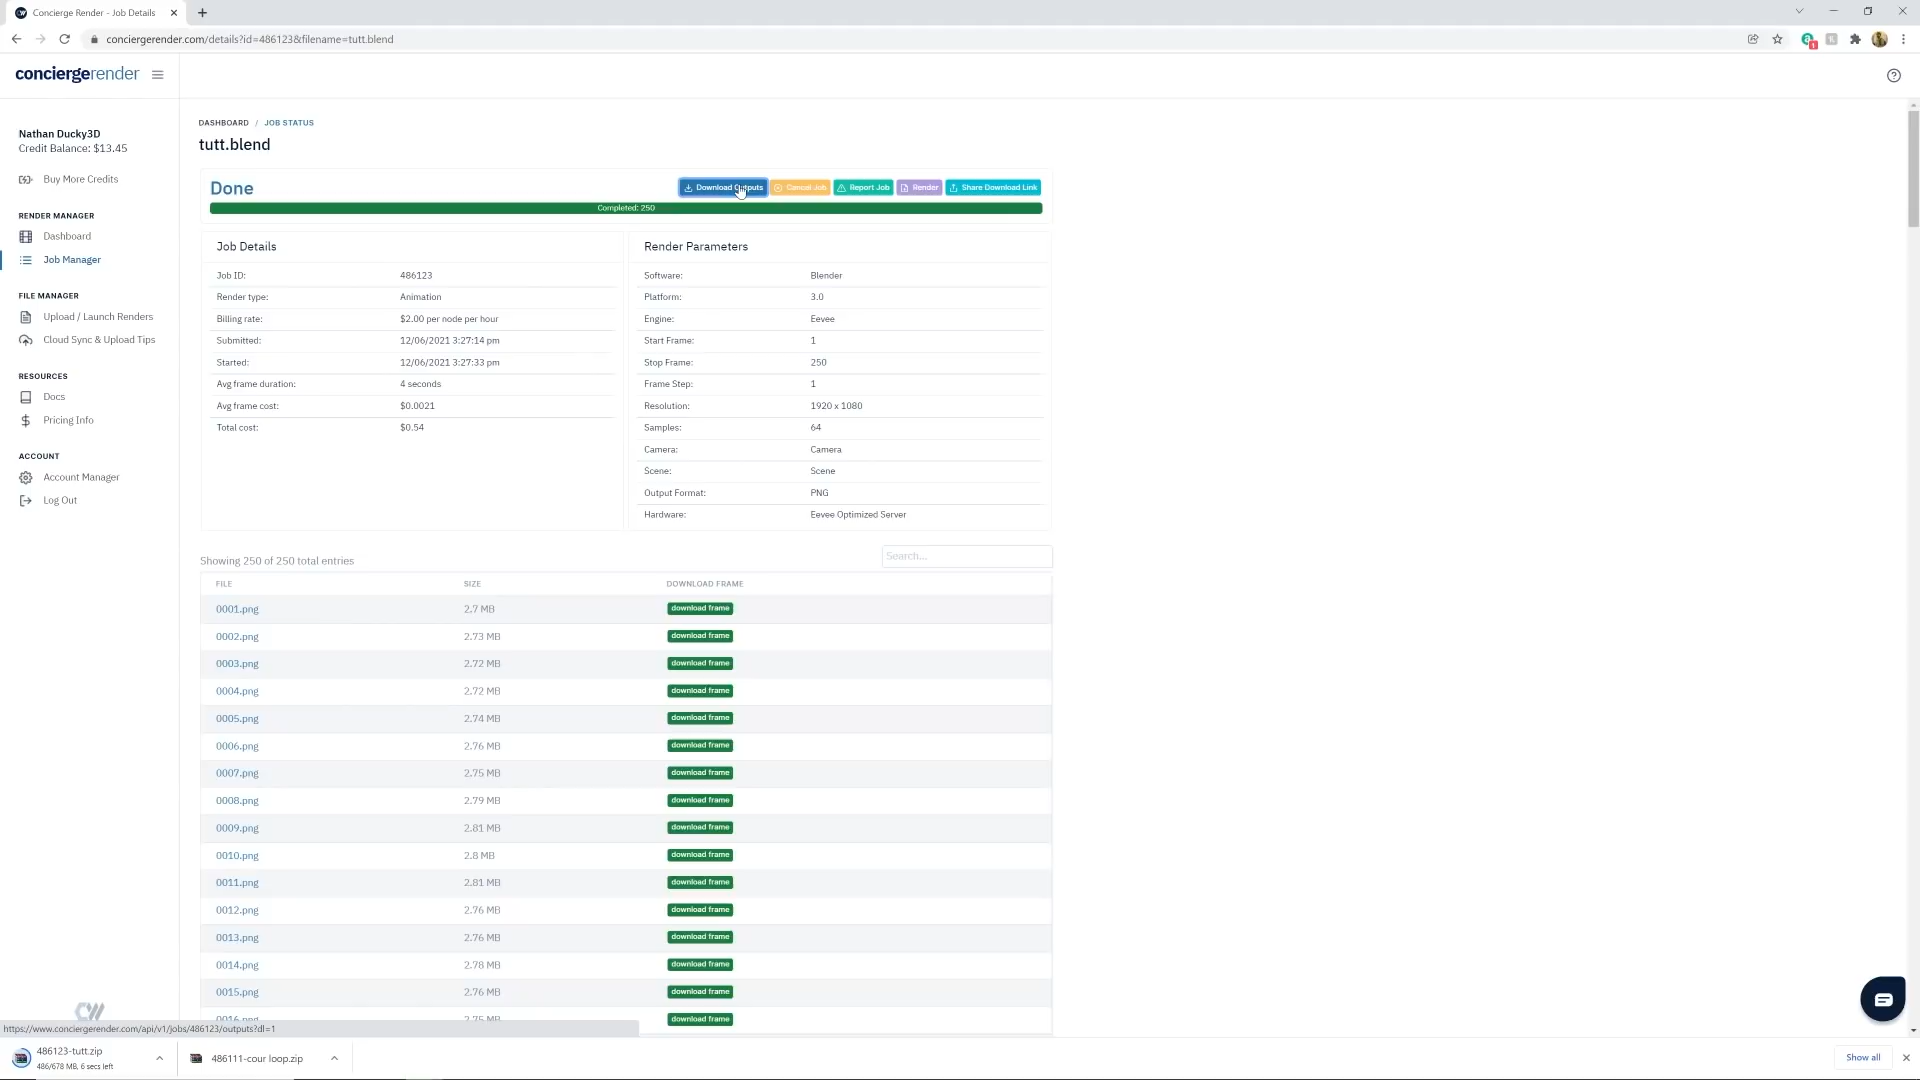 Concierge Render - Job Details
conciergerender.com/details?id=486123&filename=tutt.blend
1
conciergerender
Nathan Ducky3D
Credit Balance: $13.45
Buy More Credits
RENDER MANAGER
Dashboard
Job Manager
FILE MANAGER
Upload / Launch Renders
Cloud Sync & Upload Tips
RESOURCES
Docs
Pricing Info
ACCOUNT
Account Manager
Log Out
DASHBOARD / JOB STATUS
tutt.blend
Done
Download Outputs Cancel Job Report Job Render Share Download Link
Completed: 250
Job Details
Job ID: 486123
Render type: Animation
Billing rate: $2.00 per node per hour
Submitted: 12/06/2021 3:27:14 pm
Started: 12/06/2021 3:27:33 pm
Avg frame duration: 4 seconds
Avg frame cost: $0.0021
Total cost: $0.54
Render Parameters
Software: Blender
Platform: 3.0
Engine: Eevee
Start Frame: 1
Stop Frame: 250
Frame Step: 1
Resolution: 1920 x 1080
Samples: 64
Camera: Camera
Scene: Scene
Output Format: PNG
Hardware: Eevee Optimized Server
Showing 250 of 250 total entries
Search...
FILE SIZE DOWNLOAD FRAME
0001.png 2.7 MB download frame
0002.png 2.73 MB download frame
0003.png 2.72 MB download frame
0004.png 2.72 MB download frame
0005.png 2.74 MB download frame
0006.png 2.76 MB download frame
0007.png 2.75 MB download frame
0008.png 2.79 MB download frame
0009.png 2.81 MB download frame
0010.png 2.8 MB download frame
0011.png 2.81 MB download frame
0012.png 2.76 MB download frame
0013.png 2.76 MB download frame
0014.png 2.78 MB download frame
0015.png 2.76 MB download frame
0016.png 2.75 MB download frame
https://www.conciergerender.com/api/v1/jobs/486123/outputs?dl=1
486123-tutt.zip
486/678 MB, 6 secs left
486111-cour loop.zip
Show all